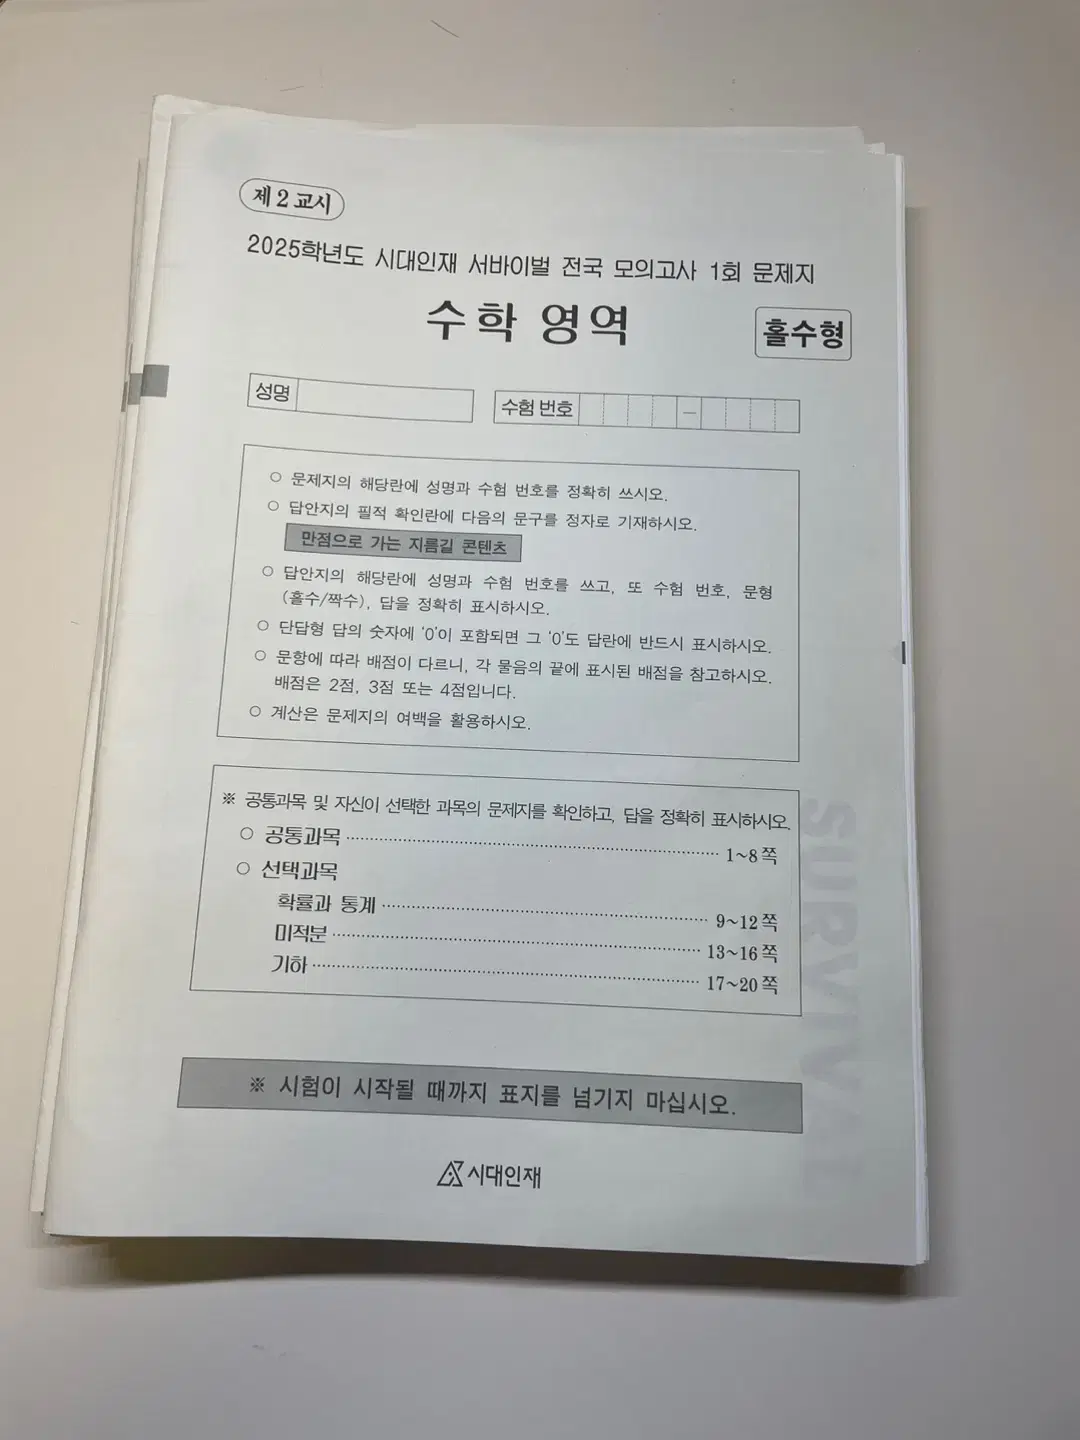 제 2 교시
2025학년도 시대인재 서바이벌 전국 모의고사 1회 문제지
수학 영역
홀수형
성명
수험 번호
—
○ 문제지의 해당란에 성명과 수험 번호를 정확히 쓰시오.
○ 답안지의 필적 확인란에 다음의 문구를 정자로 기재하시오.
만점으로 가는 지름길 콘텐츠
○ 답안지의 해당란에 성명과 수험 번호를 쓰고, 또 수험 번호, 문형
(홀수/짝수), 답을 정확히 표시하시오.
○ 단답형 답의 숫자에 '0'이 포함되면 그 '0'도 답란에 반드시 표시하시오.
○ 문항에 따라 배점이 다르니, 각 물음의 끝에 표시된 배점을 참고하시오.
배점은 2점, 3점 또는 4점입니다.
○ 계산은 문제지의 여백을 활용하시오.
※ 공통과목 및 자신이 선택한 과목의 문제지를 확인하고, 답을 정확히 표시하시오.
○ 공통과목 ························ 1~8쪽
○ 선택과목
확률과 통계 ························ 9~12쪽
미적분 ························ 13~16쪽
기하 ························ 17~20쪽
※ 시험이 시작될 때까지 표지를 넘기지 마십시오.
시대인재
SURVIVAL